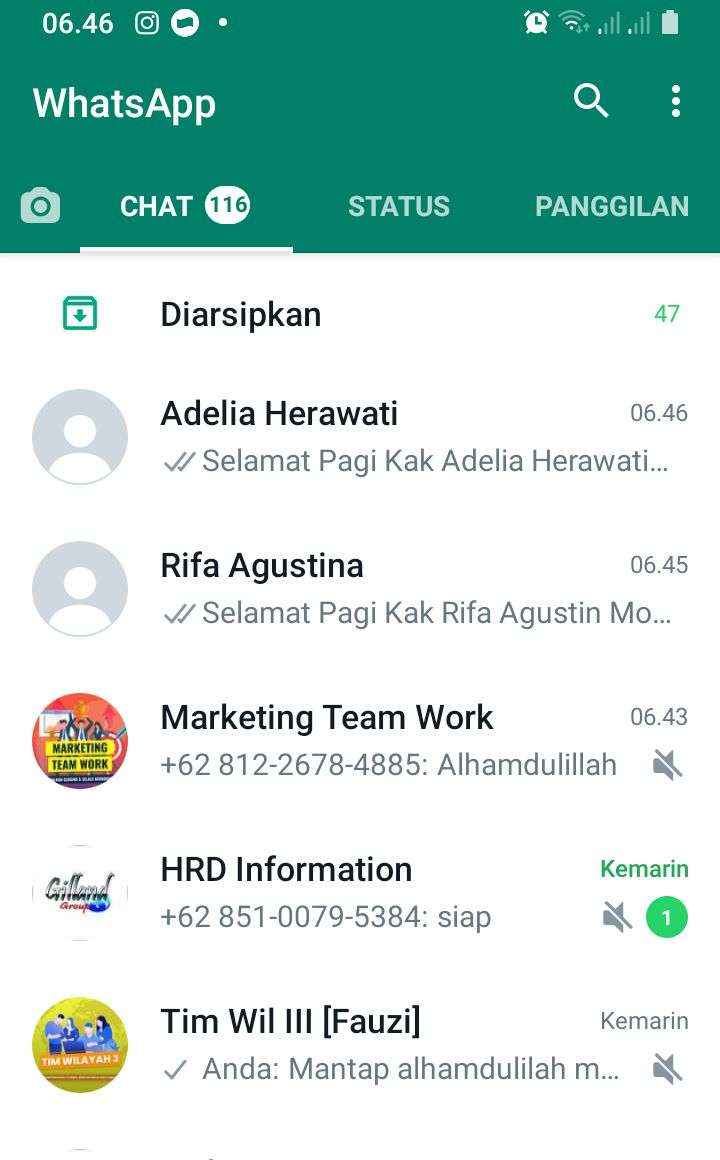 06.46
WhatsApp
CHAT 116 STATUS PANGGILAN
Diarsipkan 47
Adelia Herawati 06.46
Selamat Pagi Kak Adelia Herawati...
Rifa Agustina 06.45
Selamat Pagi Kak Rifa Agustin Mo...
MARKETING
TEAM WORK
Marketing Team Work 06.43
+62 812-2678-4885: Alhamdulillah
Gilland
Group
HRD Information Kemarin
+62 851-0079-5384: siap 1
TIM WILAYAH 3
Tim Wil III [Fauzi] Kemarin
Anda: Mantap alhamdulilah m...